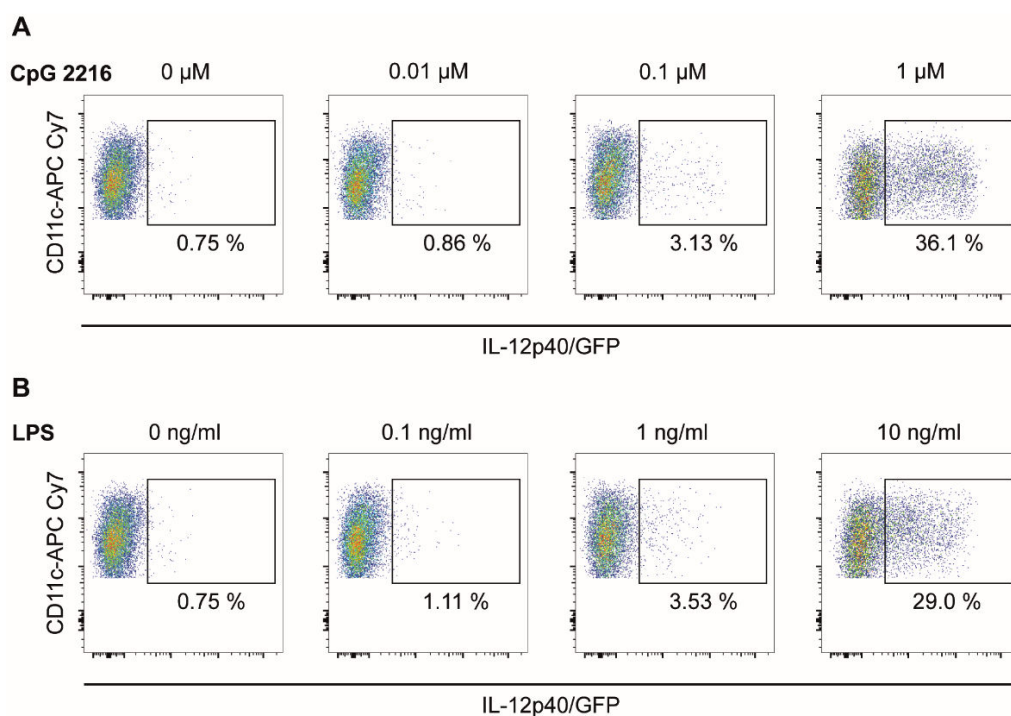 A
CpG 2216 0 µM 0.01 µM 0.1 µM 1 µM
CD11c-APC Cy7
0.75 % 0.86 % 3.13 % 36.1 %
IL-12p40/GFP
B
LPS 0 ng/ml 0.1 ng/ml 1 ng/ml 10 ng/ml
CD11c-APC Cy7
0.75 % 1.11 % 3.53 % 29.0 %
IL-12p40/GFP